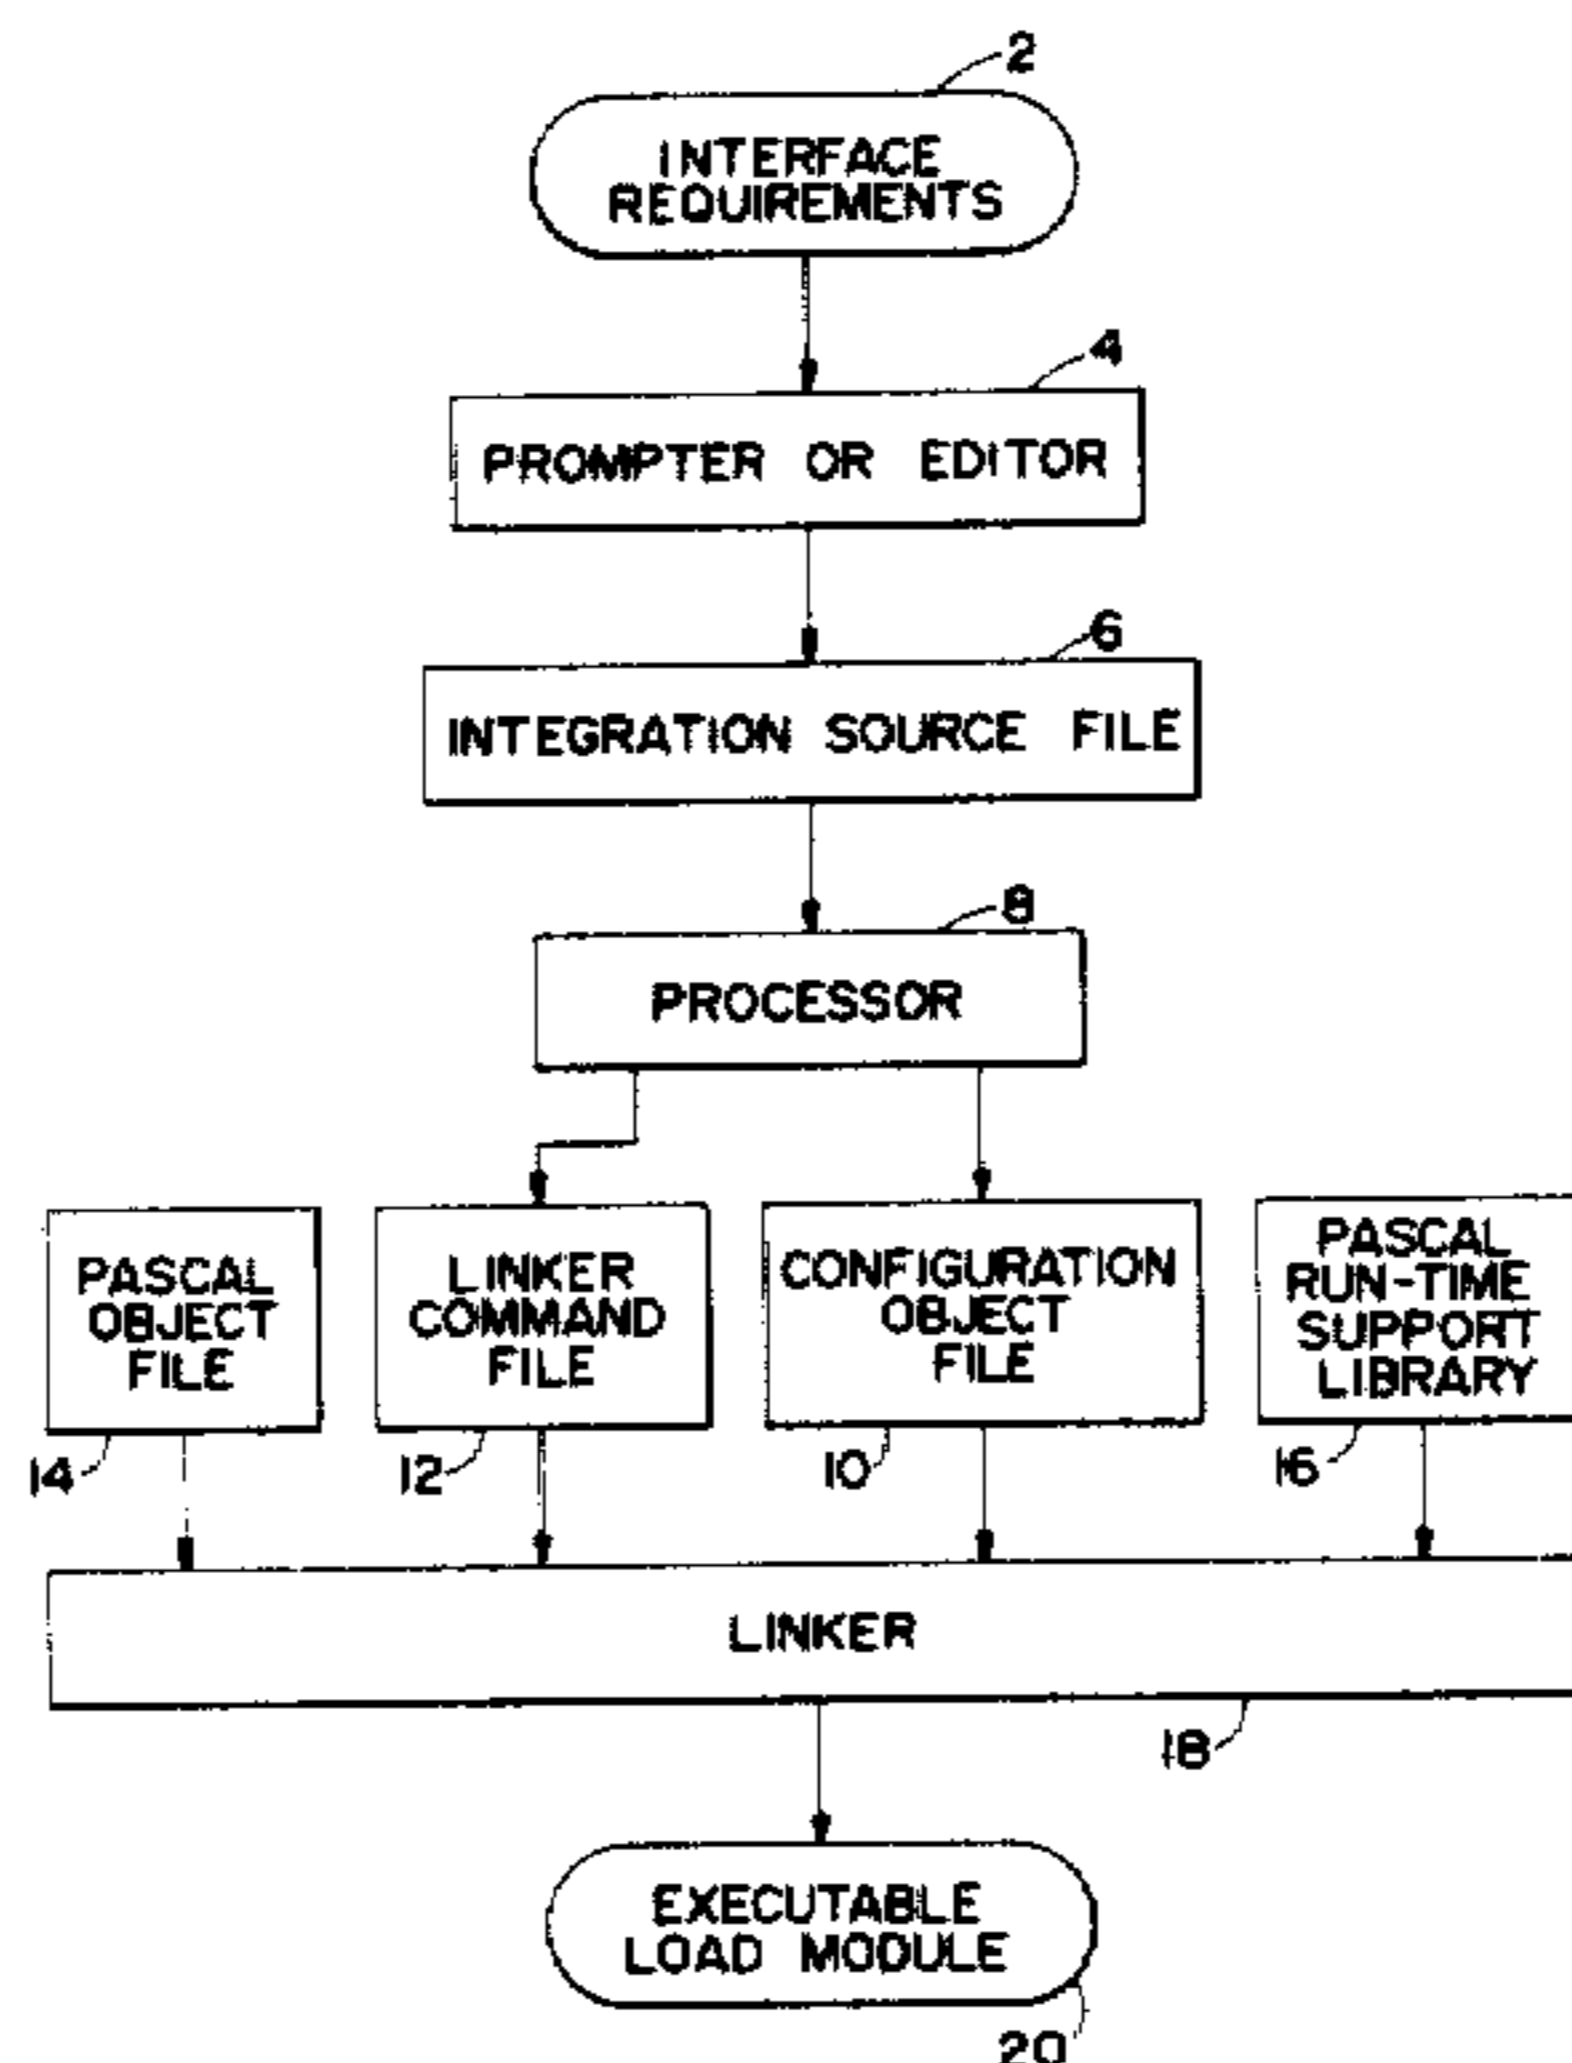 2
INTERFACE
REQUIREMENTS
4
PROMPTER OR EDITOR
6
INTEGRATION SOURCE FILE
8
PROCESSOR
PASCAL
OBJECT
FILE
14
LINKER
COMMAND
FILE
12
CONFIGURATION
OBJECT
FILE
10
PASCAL
RUN-TIME
SUPPORT
LIBRARY
16
LINKER
18
EXECUTABLE
LOAD MODULE
20